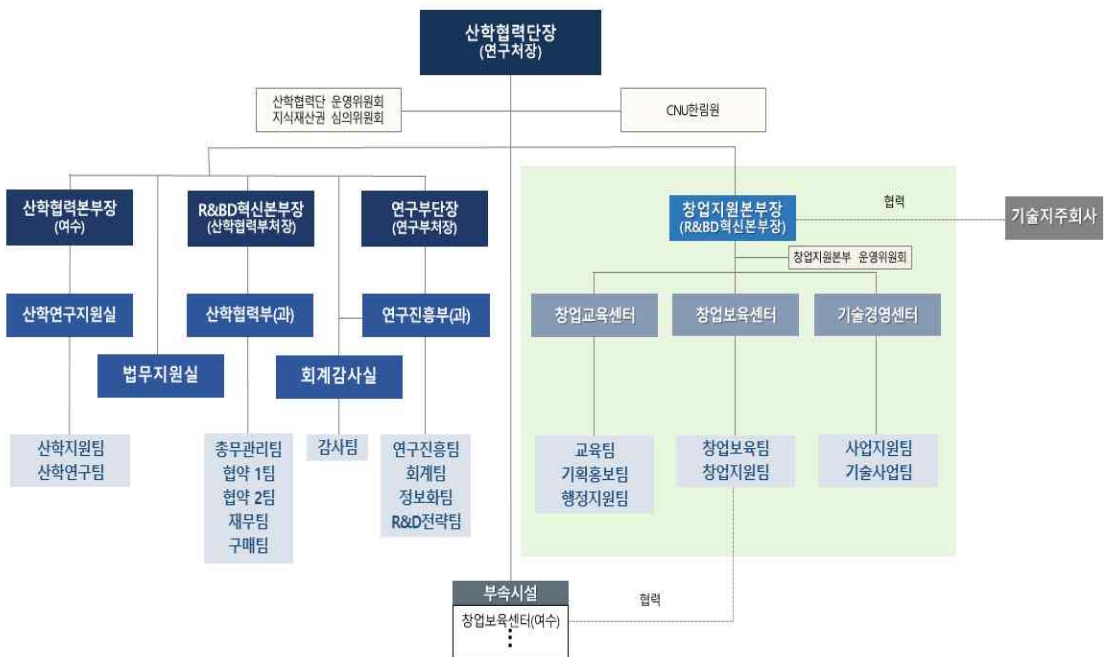 산학협력단장
(연구처장)
산학협력단 운영위원회
지식재산권 심의위원회
CNU한림원
산학협력본부장
(여수)
R&BD혁신본부장
(산학협력부처장)
연구부단장
(연구부처장)
창업지원본부장
(R&BD혁신본부장)
협력
기술지주회사
창업지원본부 운영위원회
산학연구지원실
산학협력부(과)
연구진흥부(과)
창업교육센터
창업보육센터
기술경영센터
법무지원실
회계감사실
산학지원팀
산학연구팀
총무관리팀
협약 1팀
협약 2팀
재무팀
구매팀
감사팀
연구진흥팀
회계팀
정보화팀
R&D전략팀
교육팀
기획홍보팀
행정지원팀
창업보육팀
창업지원팀
사업지원팀
기술사업팀
부속시설
창업보육센터(여수)
협력